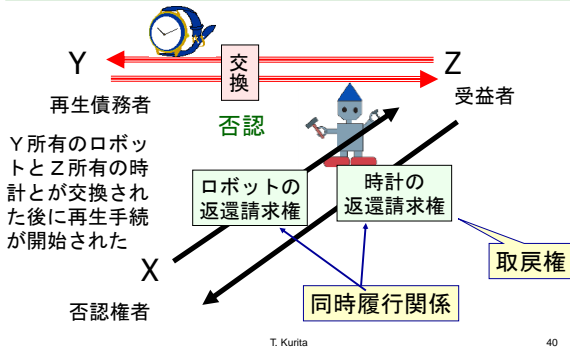 Y
交
換
Z
再生債務者
受益者
否認
Y所有のロボッ
トとZ所有の時
計とが交換され
た後に再生手続
が開始された
ロボットの
返還請求権
時計の
返還請求権
取戻権
X
否認権者
同時履行関係
T. Kurita
40